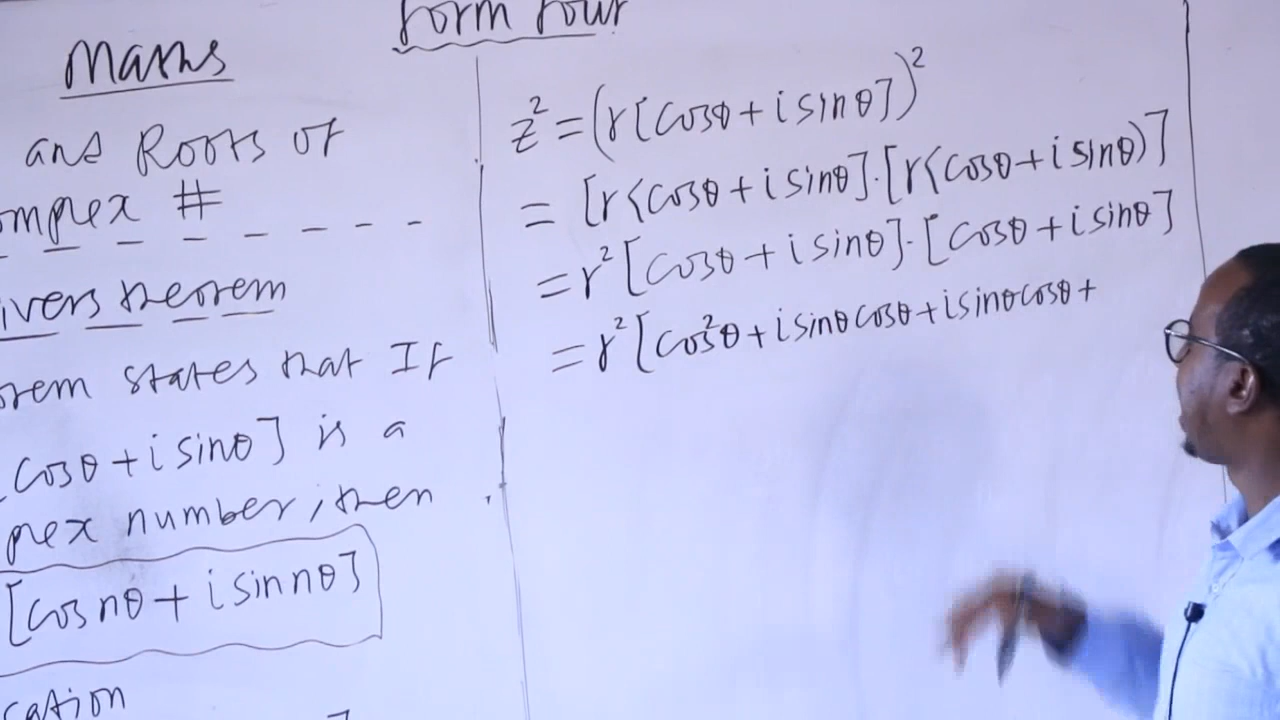 Form Four
Maths
and Roots of
omplex #
ivers theorem
orem states that If
[cosθ + i sinθ] is a
plex number, then
[cos nθ + i sin nθ]
cation
z² = (r[cosθ + i sinθ])²
= [r<cosθ + i sinθ]·[r<cosθ + i sinθ)]
= r²[cosθ + i sinθ]·[cosθ + i sinθ]
= r²[cos²θ + i sinθ cosθ + i sinθ cosθ +